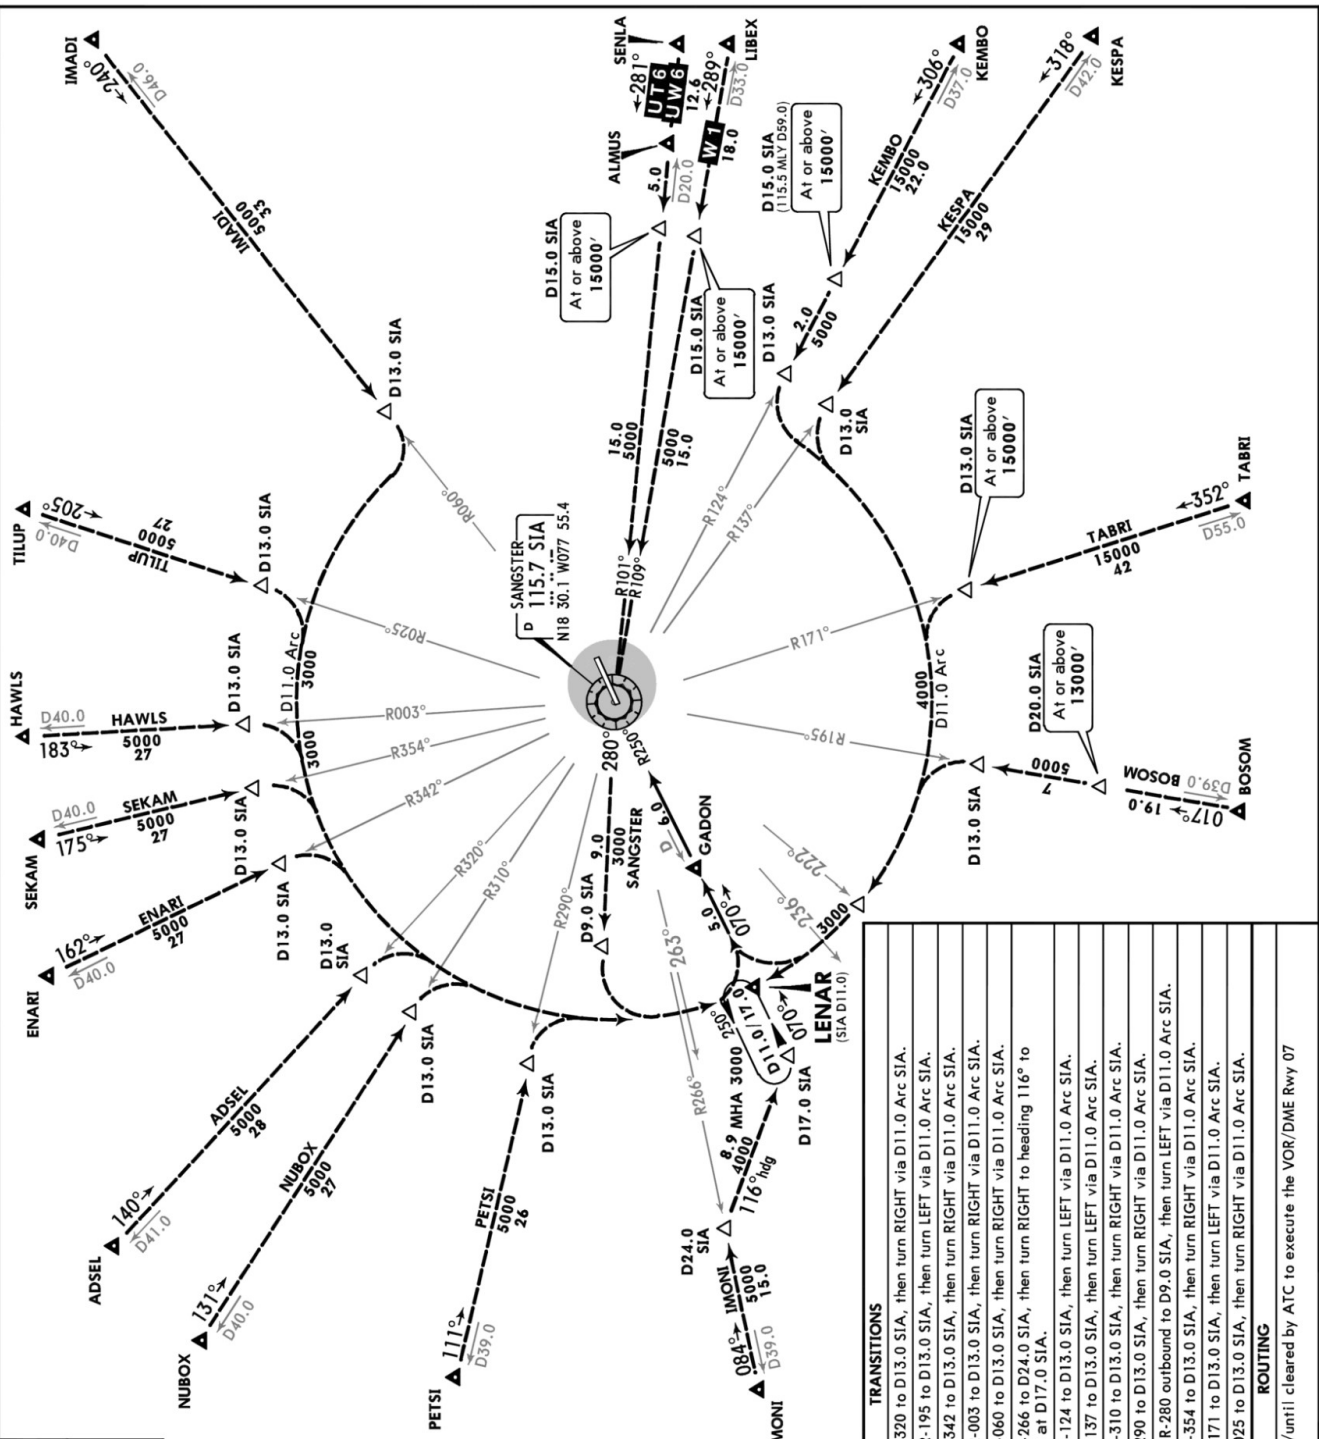 IMADI
←240°
D46.0
IMADI
5000
33
D13.0 SIA
R060°
SENLA
←281°
UT6
UW6
12.6
ALMUS
5.0
D20.0
D15.0 SIA
At or above
15000'
15.0
5000
R101°
LIBEX
←289°
D33.0
W1
18.0
D15.0 SIA
At or above
15000'
5000
15.0
R109°
KEMBO
←306°
D37.0
KEMBO
15000
22.0
D15.0 SIA
(115.5 MLY D59.0)
At or above
15000'
2.0
5000
D13.0 SIA
R124°
KESPA
←318°
D42.0
KESPA
15000
29
D13.0
SIA
R137°
TILUP
←205°
D40.0
TILUP
5000
27
D13.0 SIA
R025°
D11.0 Arc
3000
SANGSTER
D 115.7 SIA
N18 30.1 W077 55.4
D13.0 SIA
At or above
15000'
R171°
TABRI
←352°
D55.0
TABRI
15000
42
HAWLS
D40.0
183°→
HAWLS
5000
27
D13.0 SIA
R003°
3000
SEKAM
D40.0
175°→
SEKAM
5000
27
D13.0 SIA
R354°
ENARI
162°→
D40.0
ENARI
5000
27
D13.0 SIA
R342°
4000
D11.0 Arc
R195°
D20.0 SIA
At or above
13000'
7
5000
D13.0 SIA
BOSOM
19.0
017°→
D39.0
BOSOM
280°
9.0
3000
SANGSTER
D9.0 SIA
R250°
6.0
D
GADON
5.0
070°→
222°
236°
3000
LENAR
(SIA D11.0)
250°
D11.0/17.0
070°→
D17.0 SIA
8.9 MHA 3000
4000
116°hdg
263°
R266°
D24.0
SIA
IMONI
5000
15.0
084°→
D39.0
MONI
R320°
D13.0
SIA
ADSEL
5000
28
140°→
D41.0
ADSEL
R310°
D13.0 SIA
NUBOX
5000
27
131°→
D40.0
NUBOX
R290°
D13.0 SIA
PETSI
5000
26
111°→
D39.0
PETSI
TRANSITIONS
320 to D13.0 SIA, then turn RIGHT via D11.0 Arc SIA.
-195 to D13.0 SIA, then turn LEFT via D11.0 Arc SIA.
342 to D13.0 SIA, then turn RIGHT via D11.0 Arc SIA.
-003 to D13.0 SIA, then turn RIGHT via D11.0 Arc SIA.
-060 to D13.0 SIA, then turn RIGHT via D11.0 Arc SIA.
-266 to D24.0 SIA, then turn RIGHT to heading 116° to
at D17.0 SIA.
-124 to D13.0 SIA, then turn LEFT via D11.0 Arc SIA.
137 to D13.0 SIA, then turn LEFT via D11.0 Arc SIA.
-310 to D13.0 SIA, then turn RIGHT via D11.0 Arc SIA.
290 to D13.0 SIA, then turn RIGHT via D11.0 Arc SIA.
R-280 outbound to D9.0 SIA, then turn LEFT via D11.0 Arc SIA.
-354 to D13.0 SIA, then turn RIGHT via D11.0 Arc SIA.
171 to D13.0 SIA, then turn LEFT via D11.0 Arc SIA.
025 to D13.0 SIA, then turn RIGHT via D11.0 Arc SIA.
ROUTING
/until cleared by ATC to execute the VOR/DME Rwy 07